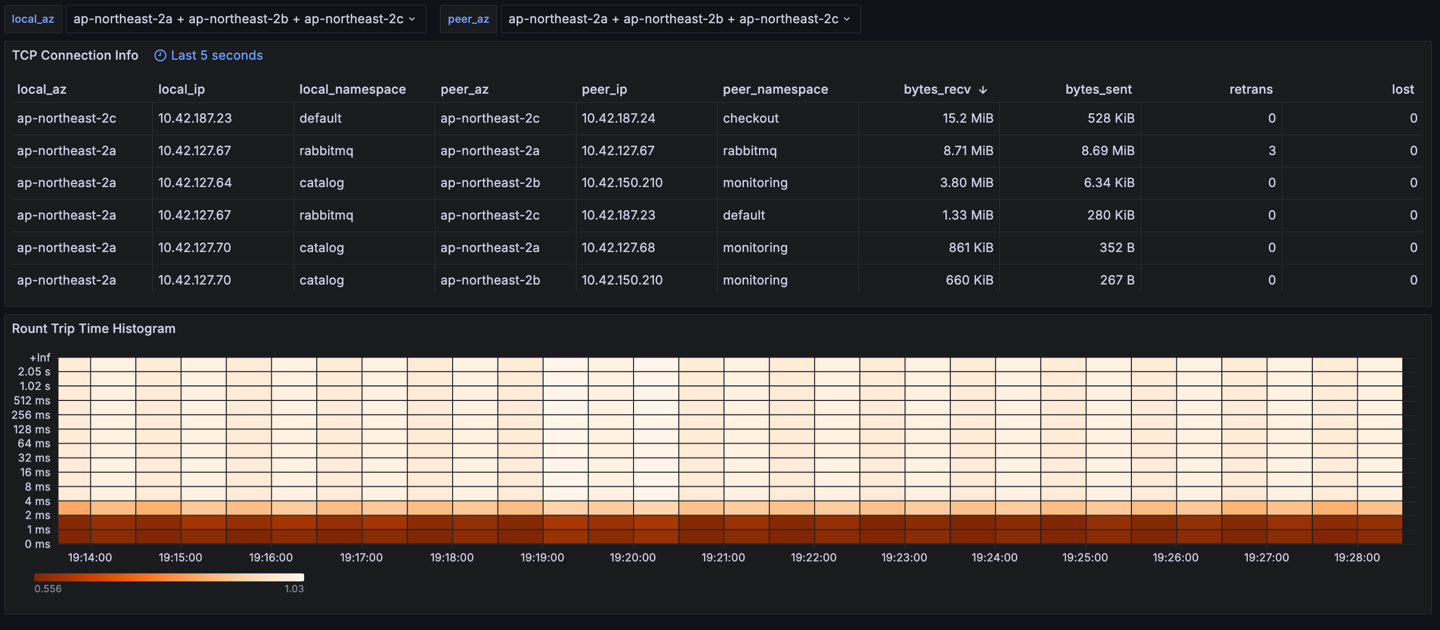 local_az ap-northeast-2a + ap-northeast-2b + ap-northeast-2c peer_az ap-northeast-2a + ap-northeast-2b + ap-northeast-2c
TCP Connection Info Last 5 seconds
local_az local_ip local_namespace peer_az peer_ip peer_namespace bytes_recv ↓ bytes_sent retrans lost
ap-northeast-2c 10.42.187.23 default ap-northeast-2c 10.42.187.24 checkout 15.2 MiB 528 KiB 0 0
ap-northeast-2a 10.42.127.67 rabbitmq ap-northeast-2a 10.42.127.67 rabbitmq 8.71 MiB 8.69 MiB 3 0
ap-northeast-2a 10.42.127.64 catalog ap-northeast-2b 10.42.150.210 monitoring 3.80 MiB 6.34 KiB 0 0
ap-northeast-2a 10.42.127.67 rabbitmq ap-northeast-2c 10.42.187.23 default 1.33 MiB 280 KiB 0 0
ap-northeast-2a 10.42.127.70 catalog ap-northeast-2a 10.42.127.68 monitoring 861 KiB 352 B 0 0
ap-northeast-2a 10.42.127.70 catalog ap-northeast-2b 10.42.150.210 monitoring 660 KiB 267 B 0 0
Rount Trip Time Histogram
+Inf
2.05 s
1.02 s
512 ms
256 ms
128 ms
64 ms
32 ms
16 ms
8 ms
4 ms
2 ms
1 ms
0 ms
19:14:00 19:15:00 19:16:00 19:17:00 19:18:00 19:19:00 19:20:00 19:21:00 19:22:00 19:23:00 19:24:00 19:25:00 19:26:00 19:27:00 19:28:00
0.556 1.03